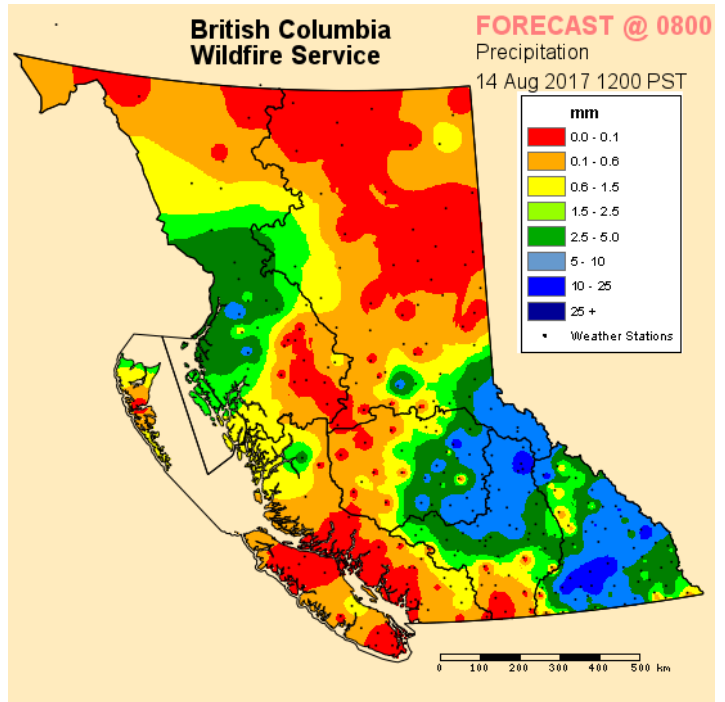 British Columbia
Wildfire Service
FORECAST @ 0800
Precipitation
14 Aug 2017 1200 PST
mm
0.0 - 0.1
0.1 - 0.6
0.6 - 1.5
1.5 - 2.5
2.5 - 5.0
5 - 10
10 - 25
25 +
Weather Stations
0 100 200 300 400 500 km